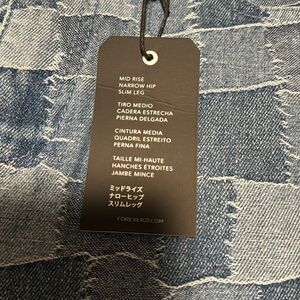 MID RISE
NARROW HIP
SLIM LEG
TIRO MEDIO
CADERA ESTRECHA
PIERNA DELGADA
CINTURA MEDIA
QUADRIL ESTREITO
PERNA FINA
TAILLE MI-HAUTE
HANCHES ÉTROITES
JAMBE MINCE
ミッドライズ
ナローヒップ
スリムレッグ
FOREVER21.COM